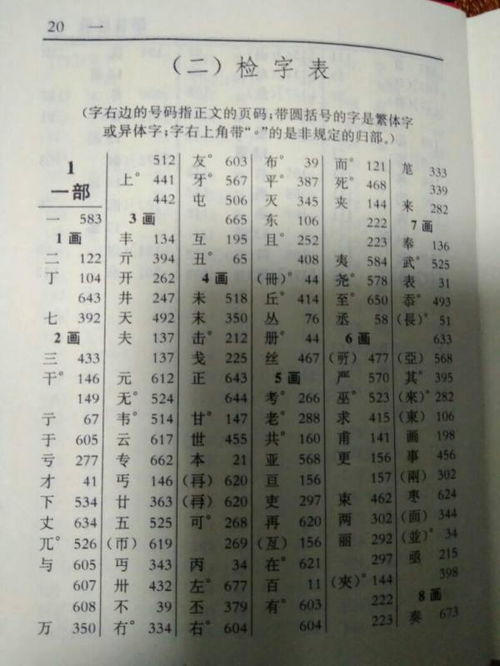 20 一
(二) 检字表
(字右边的号码指正文的页码;带圆括号的字是繁体字
或异体字;字右上角带“°”的是非规定的归部。)
1
一部
一 583
1画
二 122
丁 104
643
七 392
2画
三 433
干° 146
149
亍 67
于 605
亏 277
才 41
下 534
丈 634
兀° 526
与 605
607
608
万 350
512
上° 441
442
3画
丰 134
亓 394
开 262
井 247
天 492
夫 137
137
元 612
无° 524
韦° 514
云 617
专 662
丐 146
廿 363
五 525
(帀) 619
丏 343
卅 432
不 39
冇° 334
友° 603
牙° 567
屯 506
665
互 195
丑° 65
4画
未 518
末 350
击° 212
戋 225
正 643
644
甘° 147
世 455
本 21
620
620
可° 268
269
丙 34
左° 677
丕 379
右° 604
布° 39
平° 387
灭 345
东 106
且° 252
408
(冊)° 44
丘° 414
丛 76
册° 44
丝 467
5画
考° 266
老° 288
共° 160
亚 568
亘 156
吏 297
再 620
(亙) 156
在° 621
百 11
有° 603
604
而° 121
死° 468
夹° 144
222
223
夷° 584
尧° 578
至° 650
丞 58
6画
477
严 570
巫° 523
求 415
甫 141
更 156
157
束 462
两 302
丽 292
297
(夾)° 144
222
223
333
339
来 282
7画
奉 136
武° 525
表 31
忝° 493
(長)° 51
633
(亞) 568
其° 395
(來)° 282
(東) 106
画 198
事 456
(兩) 302
枣 624
344
(並)° 34
亟 215
398
8画
奏 673